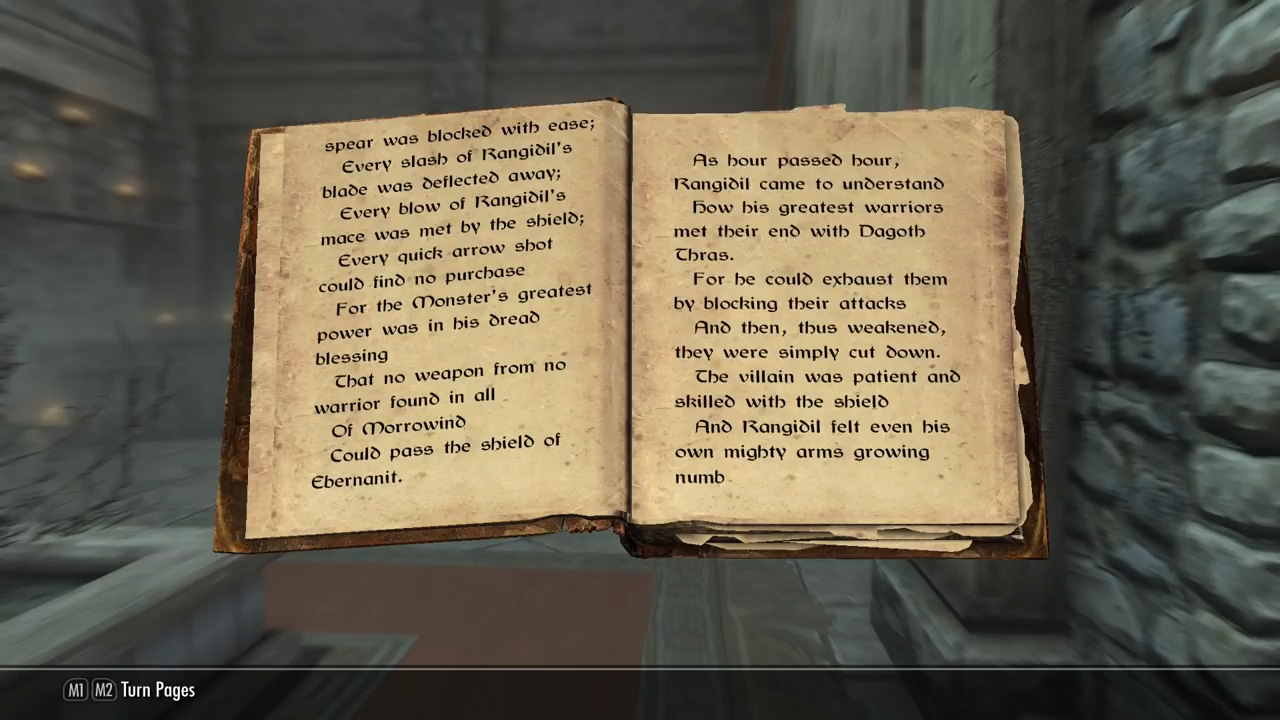 spear was blocked with ease;
Every slash of Rangidil's
blade was deflected away;
Every blow of Rangidil's
mace was met by the shield;
Every quick arrow shot
could find no purchase
For the Monster's greatest
power was in his dread
blessing
That no weapon from no
warrior found in all
Of Morrowind
Could pass the shield of
Ebernanit.
As hour passed hour,
Rangidil came to understand
How his greatest warriors
met their end with Dagoth
Thras.
For he could exhaust them
by blocking their attacks
And then, thus weakened,
they were simply cut down.
The villain was patient and
skilled with the shield
And Rangidil felt even his
own mighty arms growing
numb
M1 M2 Turn Pages